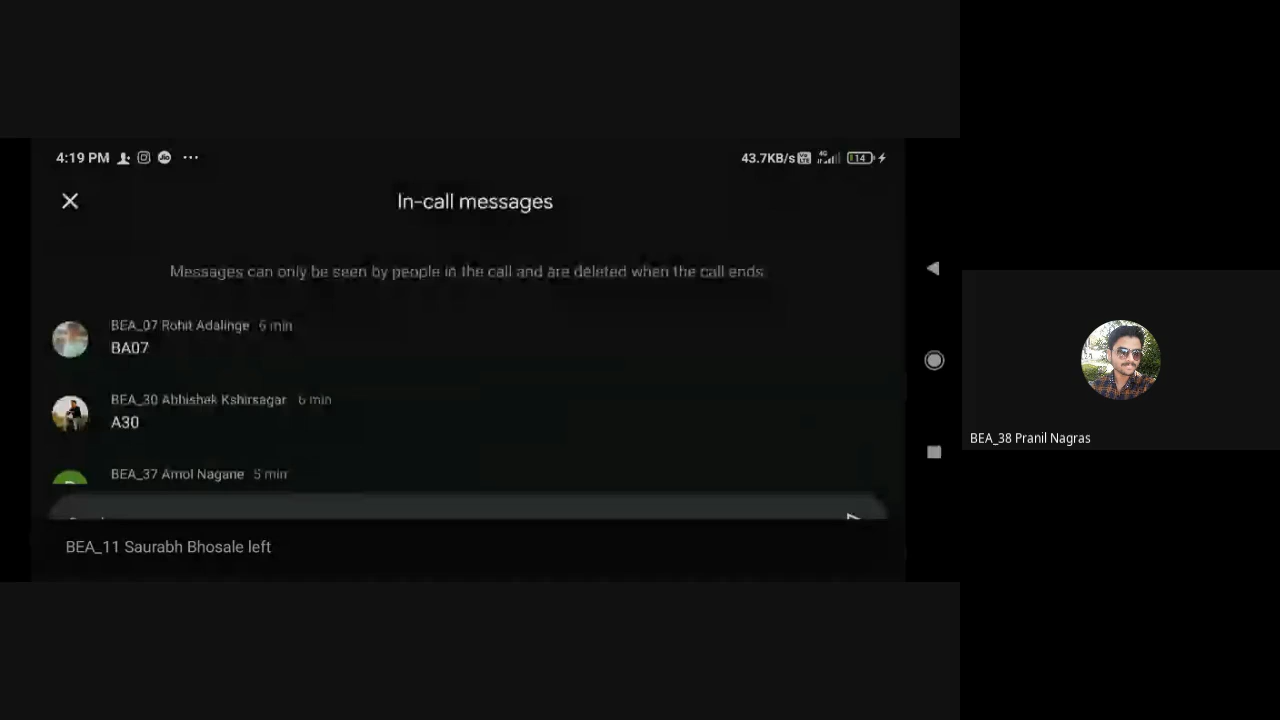 4:19 PM
43.7KB/s
4G
14
In-call messages
Messages can only be seen by people in the call and are deleted when the call ends
BEA_07 Rohit Adalinge 6 min
BA07
BEA_30 Abhishek Kshirsagar 6 min
A30
BEA_37 Amol Nagane 5 min
BEA_11 Saurabh Bhosale left
BEA_38 Pranil Nagras